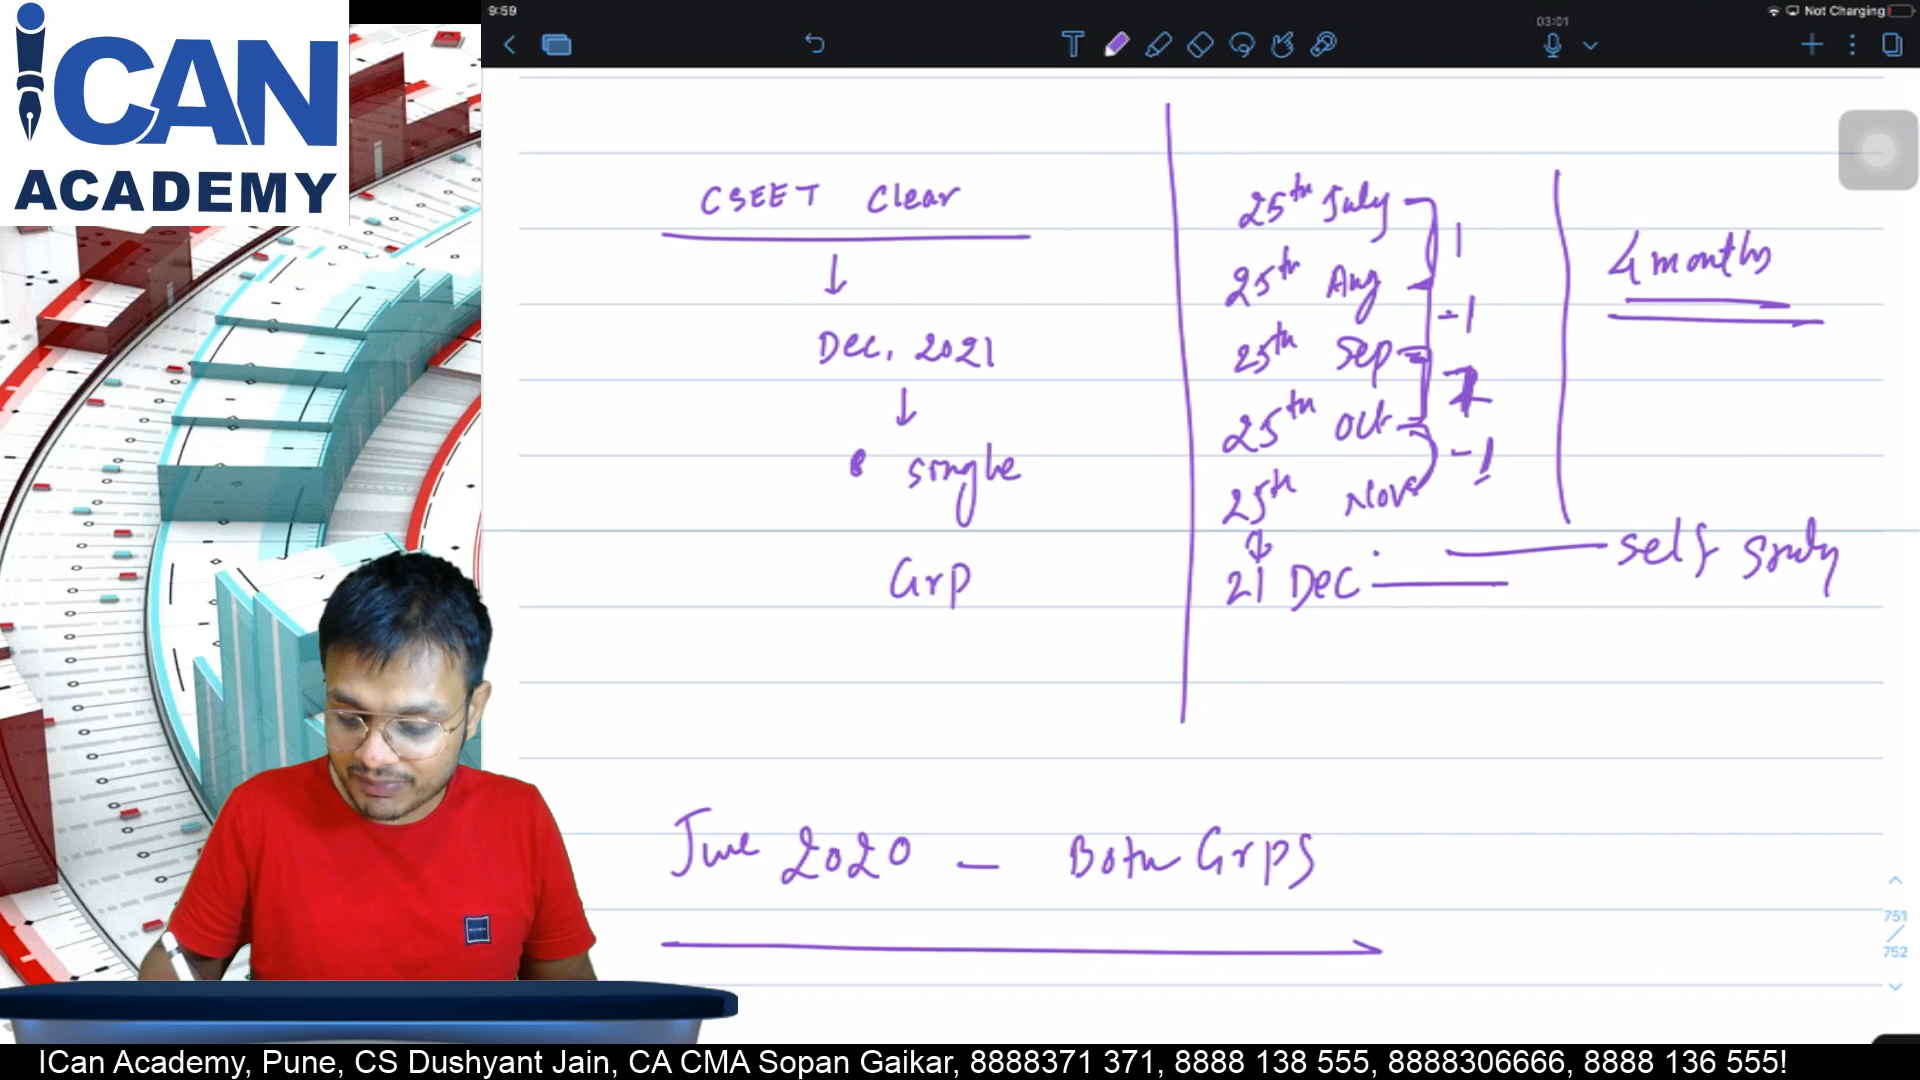 iCAN
ACADEMY
9:59
03:01
Not Charging
CSEET Clear
↓
Dec. 2021
↓
single
Grp
25th July
25th Aug
25th Sep
25th Oct
25th Nov
21 Dec
1
-1
1
-1
4 months
self study
June 2020 - Both Grps
751
752
ICan Academy, Pune, CS Dushyant Jain, CA CMA Sopan Gaikar, 8888371 371, 8888 138 555, 8888306666, 8888 136 555!